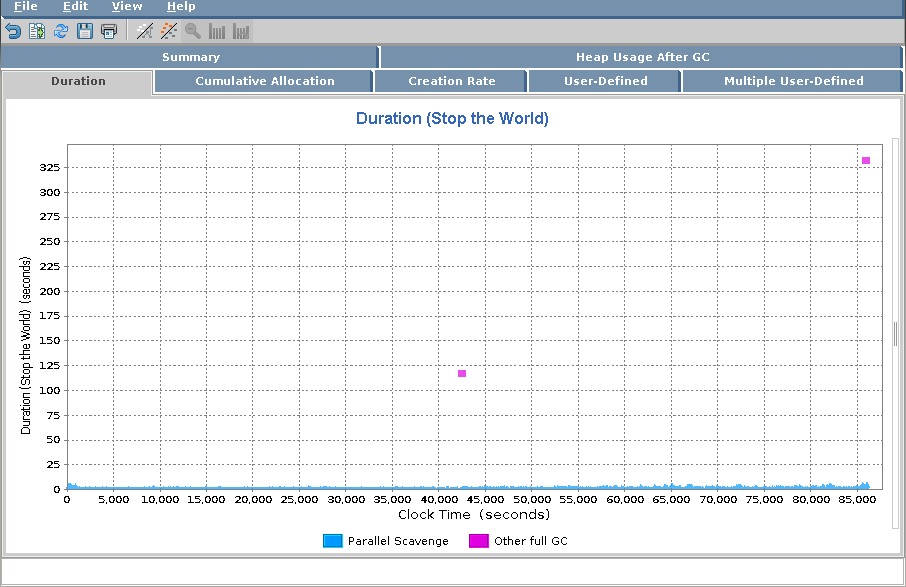 File Edit View Help
Summary Heap Usage After GC
Duration Cumulative Allocation Creation Rate User-Defined Multiple User-Defined
Duration (Stop the World)
Duration (Stop the World) (seconds)
325
300
275
250
225
200
175
150
125
100
75
50
25
0
0 5,000 10,000 15,000 20,000 25,000 30,000 35,000 40,000 45,000 50,000 55,000 60,000 65,000 70,000 75,000 80,000 85,000
Clock Time (seconds)
Parallel Scavenge Other full GC